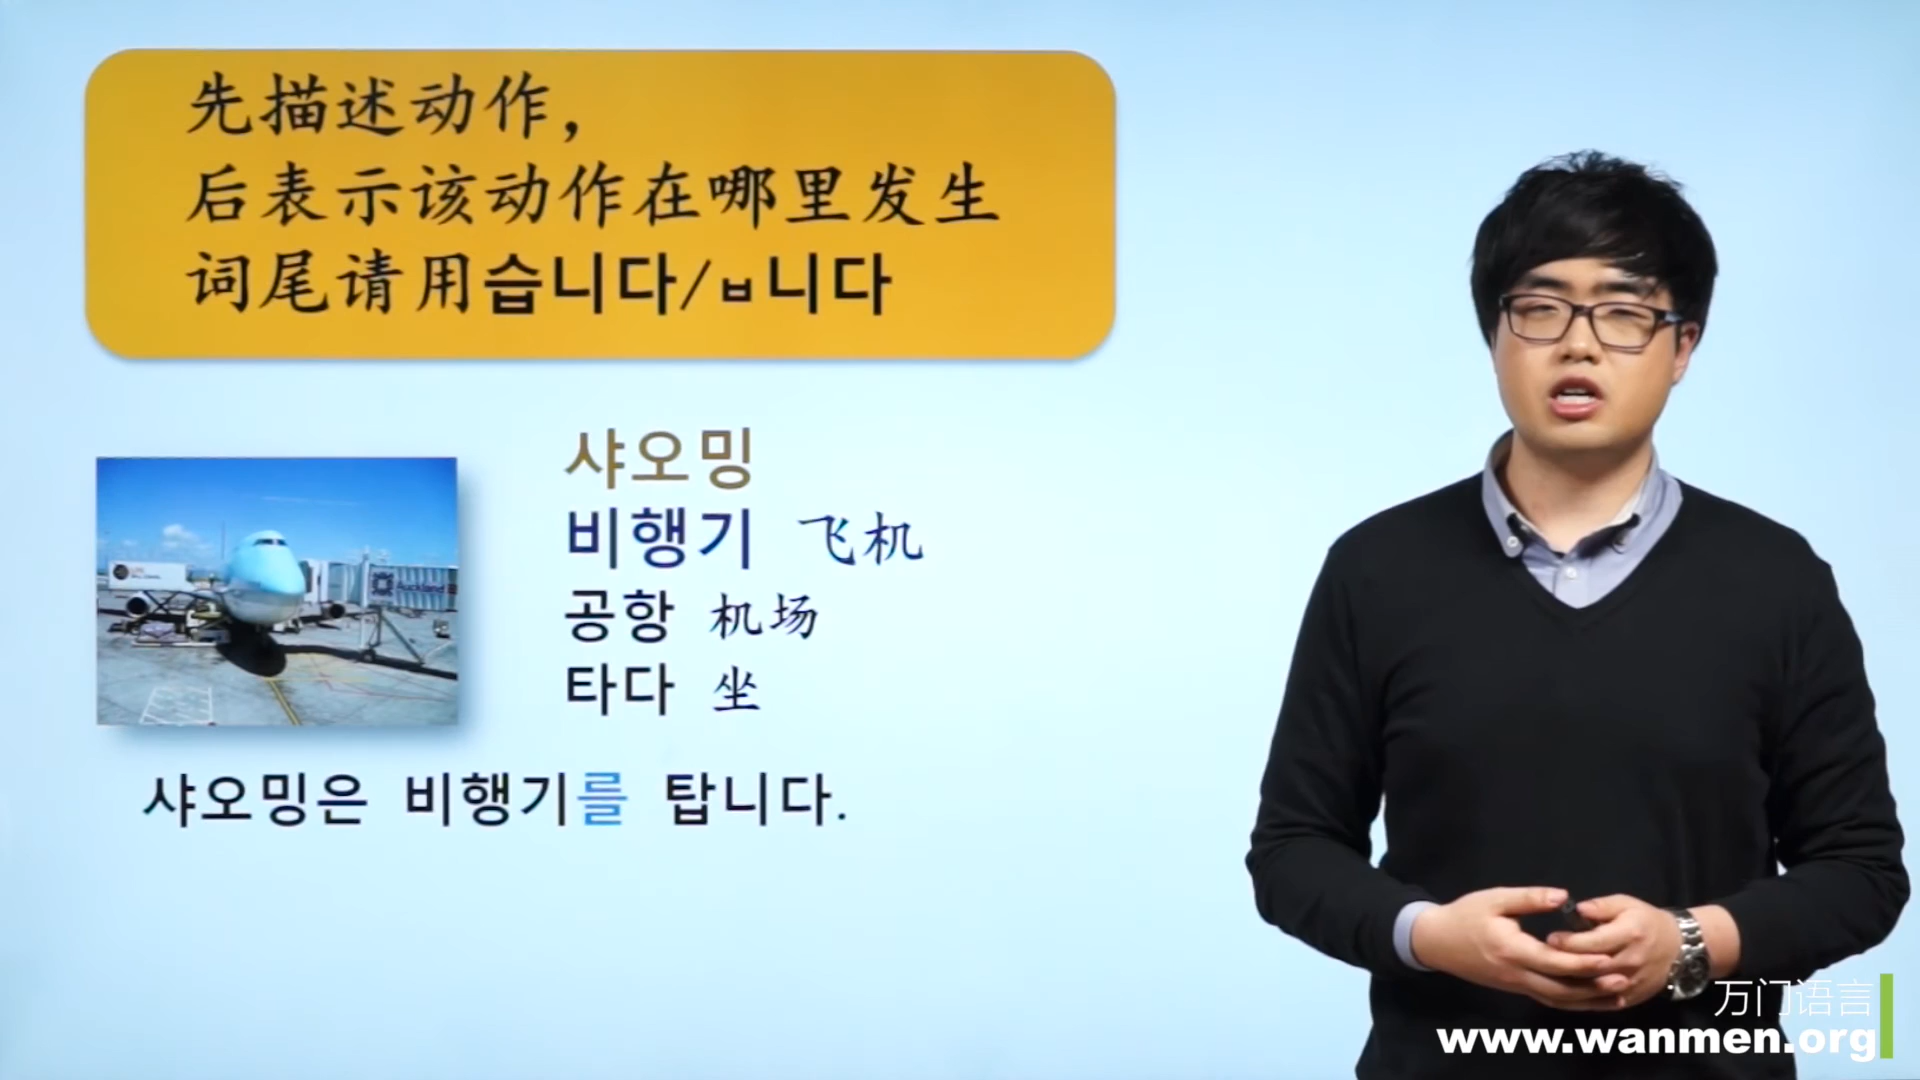 先描述动作，
后表示该动作在哪里发生
词尾请用습니다/ㅂ니다
샤오밍
비행기 飞机
공항 机场
타다 坐
Auckland
샤오밍은 비행기를 탑니다.
万门语言
www.wanmen.org